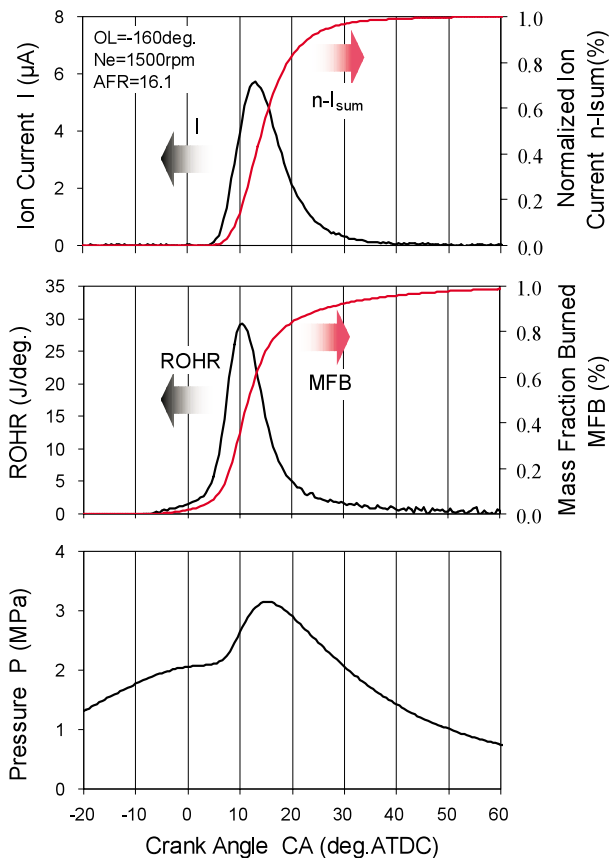 8
6
4
2
0
Ion Current I (μA)
OL=-160deg.
Ne=1500rpm
AFR=16.1
I
n-Isum
1.0
0.8
0.6
0.4
0.2
0.0
Normalized Ion
Current n-Isum(%)
35
30
25
20
15
10
5
0
ROHR (J/deg.)
ROHR
MFB
1.0
0.8
0.6
0.4
0.2
0.0
Mass Fraction Burned
MFB (%)
4
3
2
1
0
Pressure P (MPa)
-20 -10 0 10 20 30 40 50 60
Crank Angle CA (deg.ATDC)